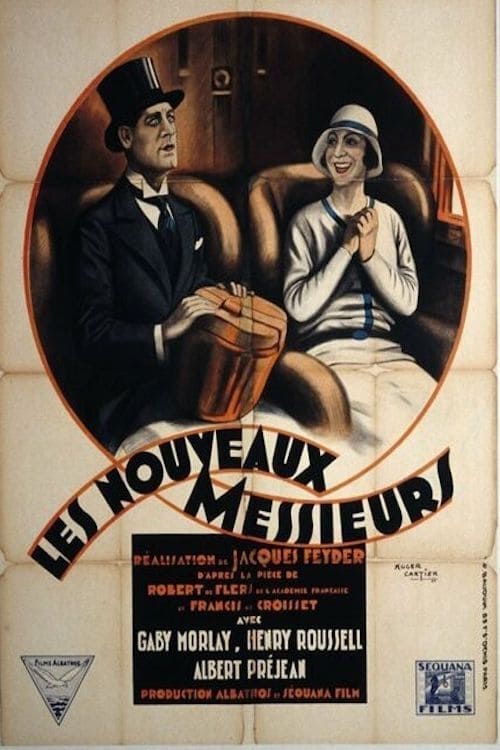 LES NOUVEAUX
MESSIEURS
RÉALISATION DE JACQUES FEYDER
D'APRÈS LA PIÈCE DE
ROBERT DE FLERS DE L'ACADÉMIE FRANÇAISE
ET FRANCIS DE CROISSET
AVEC
GABY MORLAY, HENRY ROUSSELL
ALBERT PRÉJEAN
PRODUCTION ALBATROS ET SÉQUANA FILM
ROGER
CARTIER
FILMS ALBATROS
SEQUANA
FILMS
PARIS